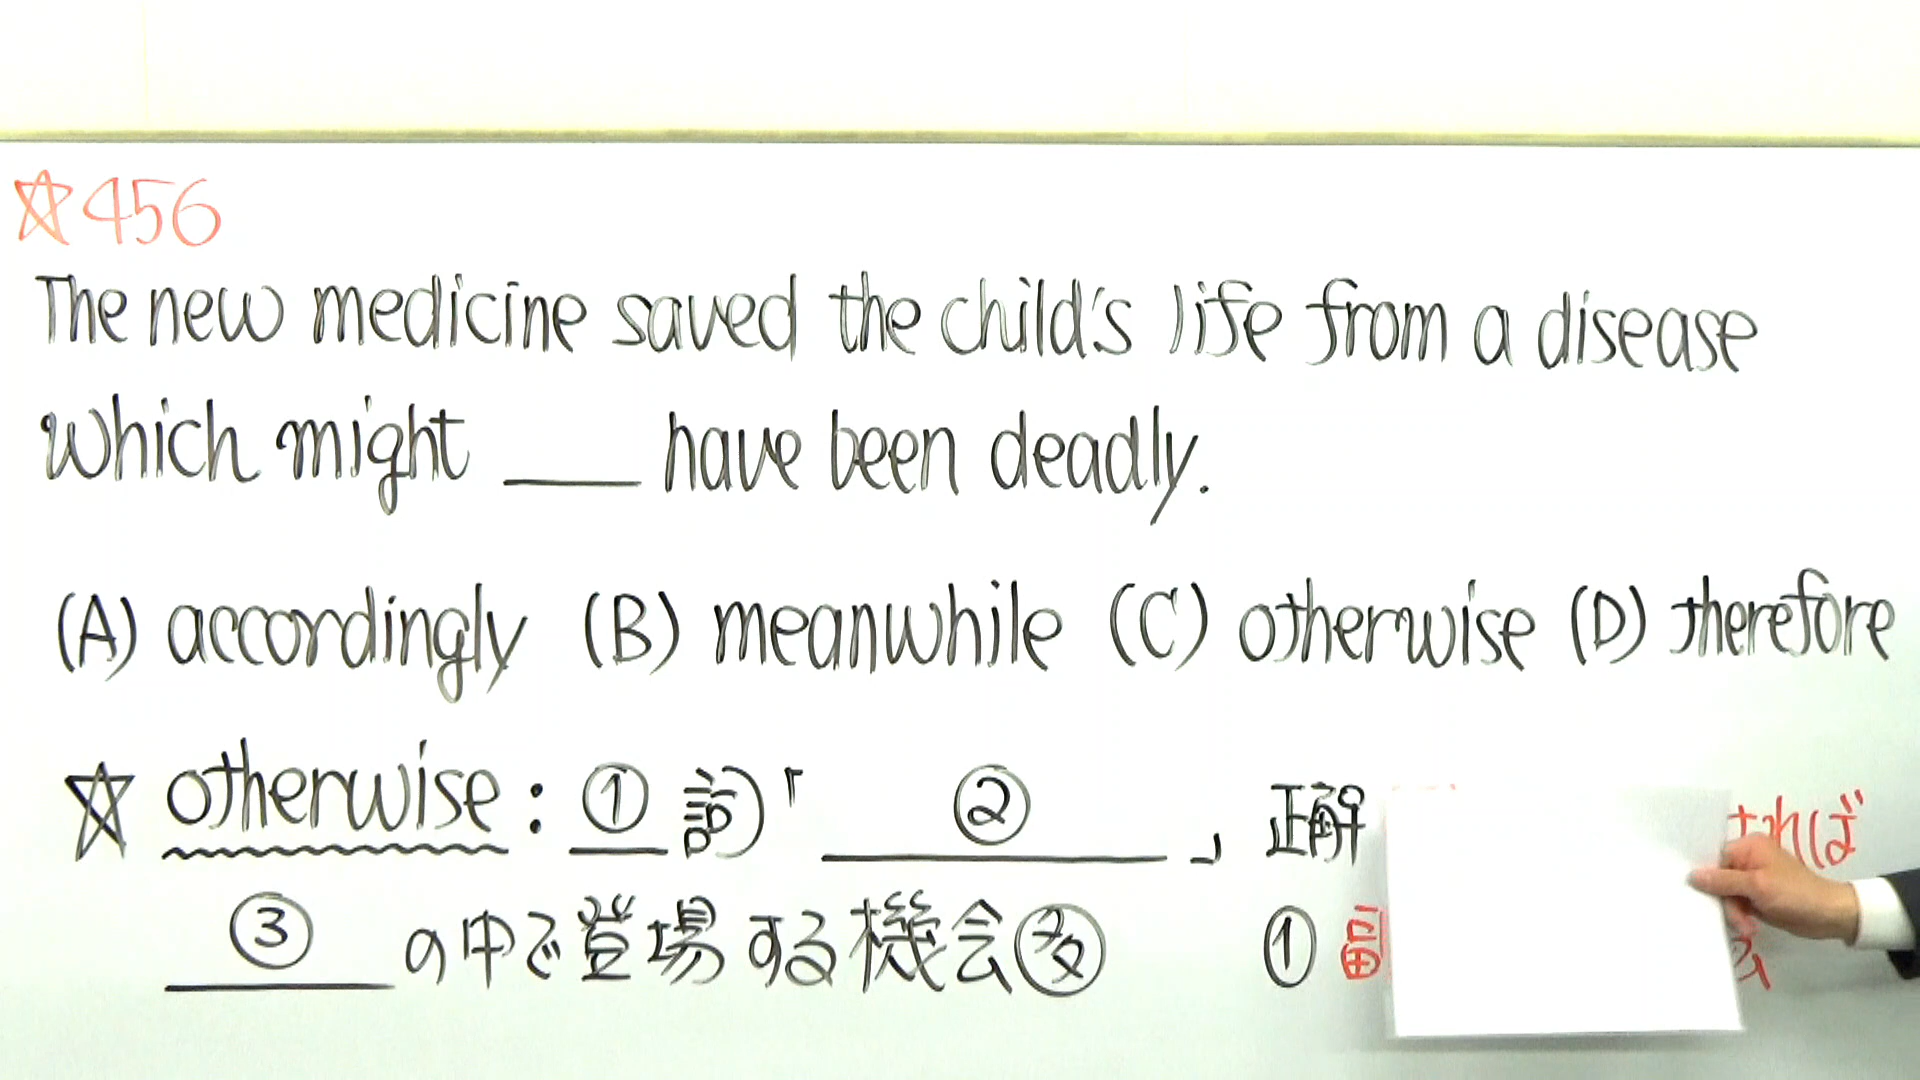 ☆456
The new medicine saved the child's life from a disease
which might ___ have been deadly.
(A) accordingly (B) meanwhile (C) otherwise (D) therefore
☆ otherwise : ① 詞「 ② 」 正解 ければ
③ の中で登場する機会多 ① 副